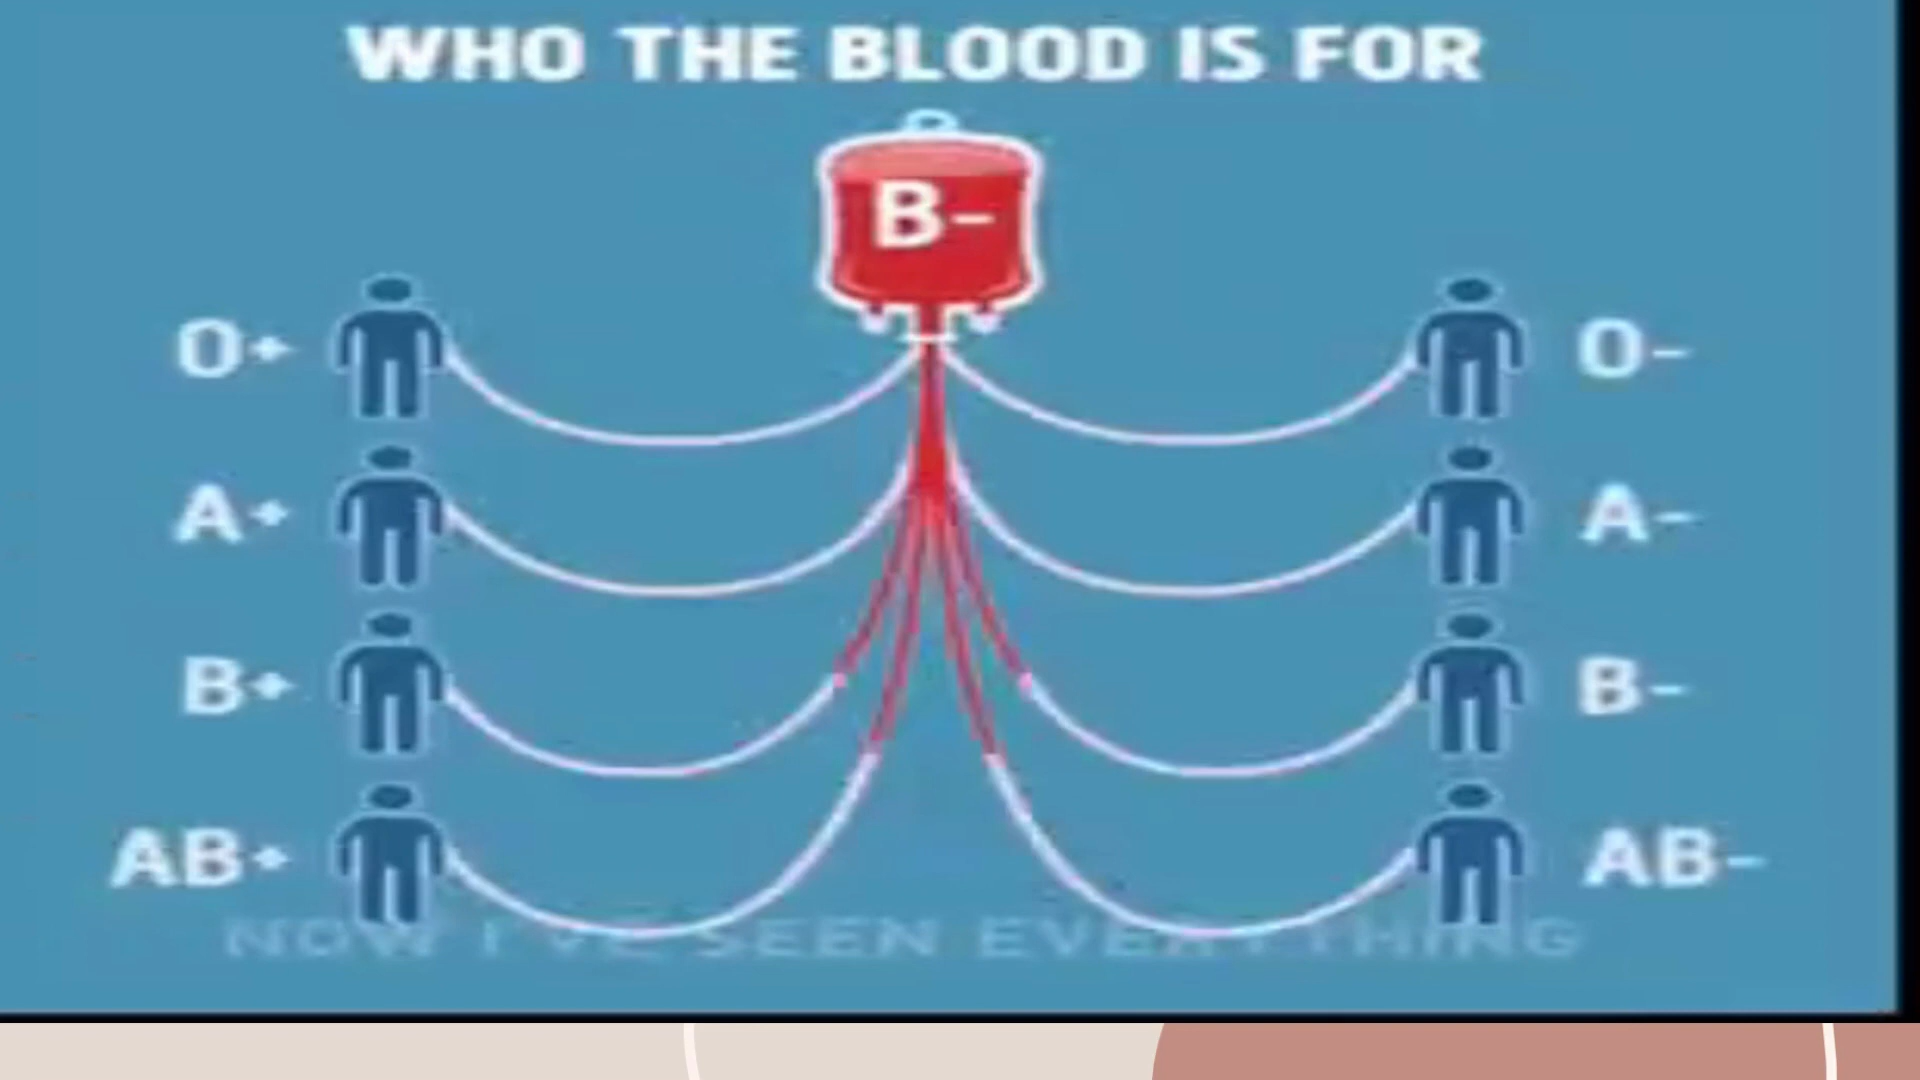 WHO THE BLOOD IS FOR
B-
O+
O-
A+
A-
B+
B-
AB+
AB-
NOW I'VE SEEN EVERYTHING